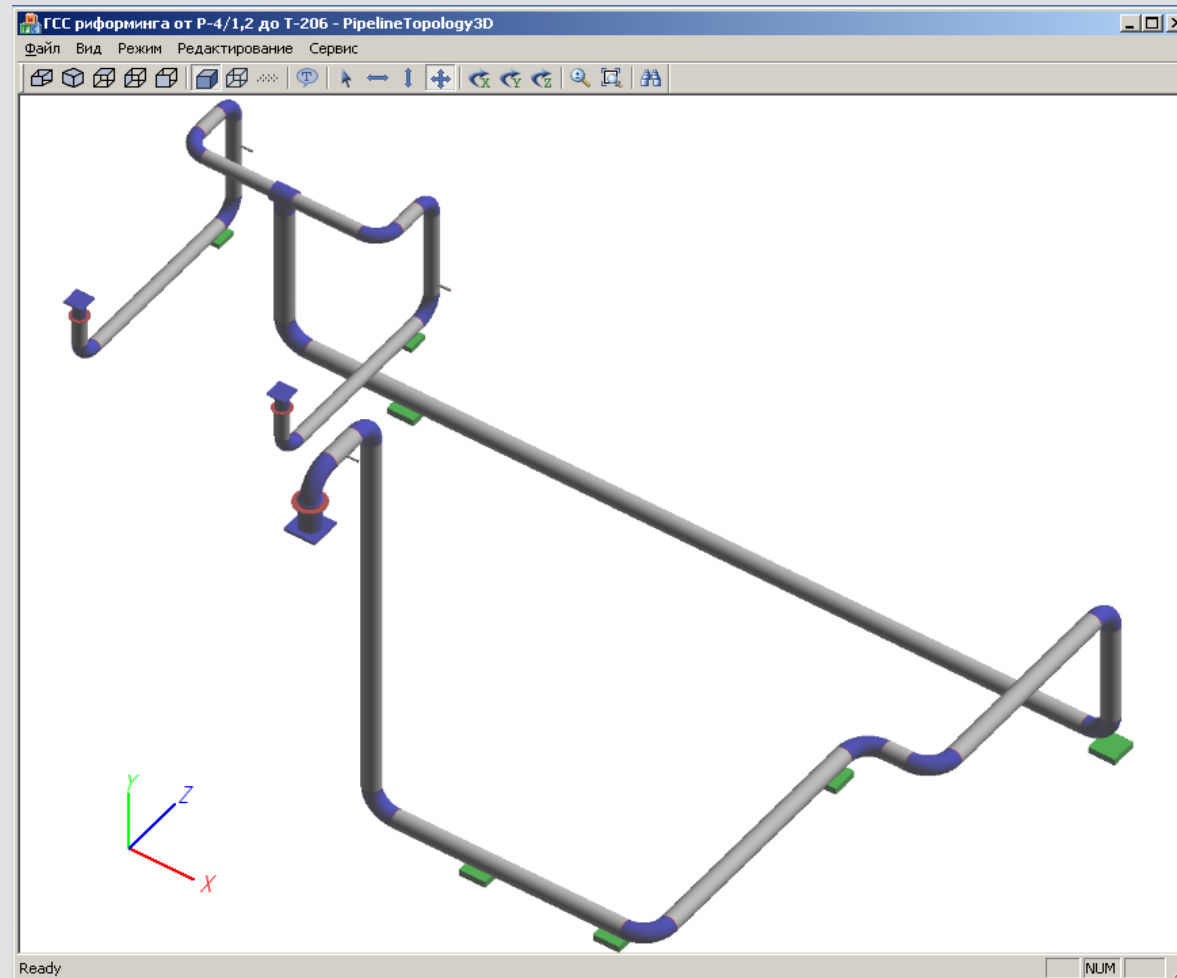 ГСС риформинга от Р-4/1,2 до Т-206 - PipelineTopology3D
Файл Вид Режим Редактирование Сервис
T X Y Z
Y
Z
X
Ready NUM